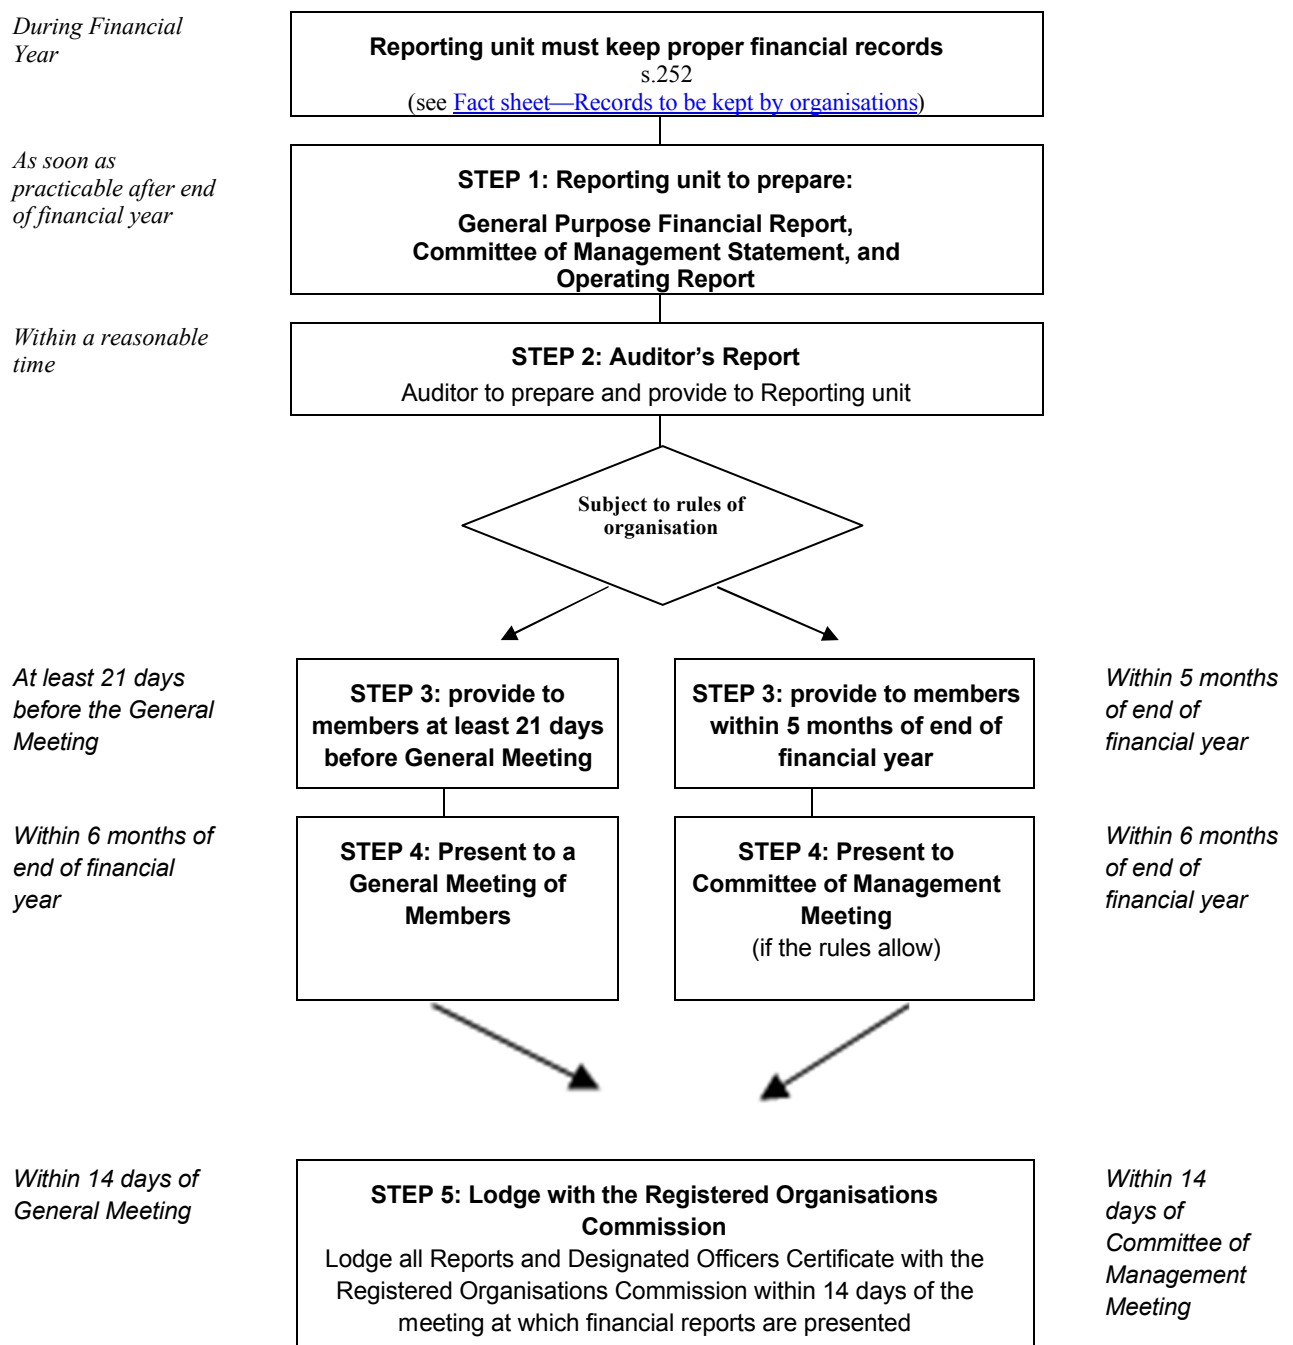 During Financial
Year
Reporting unit must keep proper financial records
s.252
(see Fact sheet—Records to be kept by organisations)
As soon as
practicable after end
of financial year
STEP 1: Reporting unit to prepare:
General Purpose Financial Report,
Committee of Management Statement, and
Operating Report
Within a reasonable
time
STEP 2: Auditor’s Report
Auditor to prepare and provide to Reporting unit
Subject to rules of
organisation
At least 21 days
before the General
Meeting
STEP 3: provide to
members at least 21 days
before General Meeting
STEP 3: provide to members
within 5 months of end of
financial year
Within 5 months
of end of
financial year
Within 6 months of
end of financial
year
STEP 4: Present to a
General Meeting of
Members
STEP 4: Present to
Committee of Management
Meeting
(if the rules allow)
Within 6 months
of end of
financial year
Within 14 days of
General Meeting
STEP 5: Lodge with the Registered Organisations
Commission
Lodge all Reports and Designated Officers Certificate with the
Registered Organisations Commission within 14 days of the
meeting at which financial reports are presented
Within 14
days of
Committee of
Management
Meeting